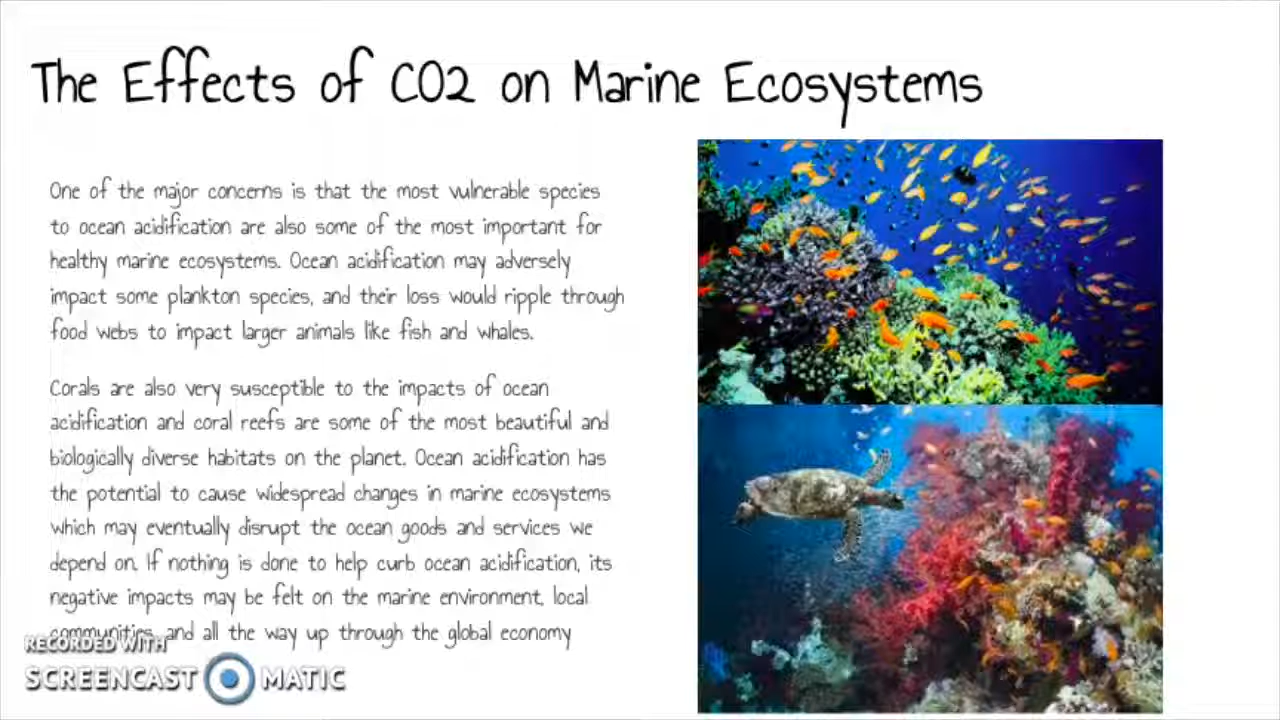 The Effects of CO2 on Marine Ecosystems
One of the major concerns is that the most vulnerable species
to ocean acidification are also some of the most important for
healthy marine ecosystems. Ocean acidification may adversely
impact some plankton species, and their loss would ripple through
food webs to impact larger animals like fish and whales.
Corals are also very susceptible to the impacts of ocean
acidification and coral reefs are some of the most beautiful and
biologically diverse habitats on the planet. Ocean acidification has
the potential to cause widespread changes in marine ecosystems
which may eventually disrupt the ocean goods and services we
depend on. If nothing is done to help curb ocean acidification, its
negative impacts may be felt on the marine environment, local
communities and all the way up through the global economy
RECORDED WITH
SCREENCAST MATIC